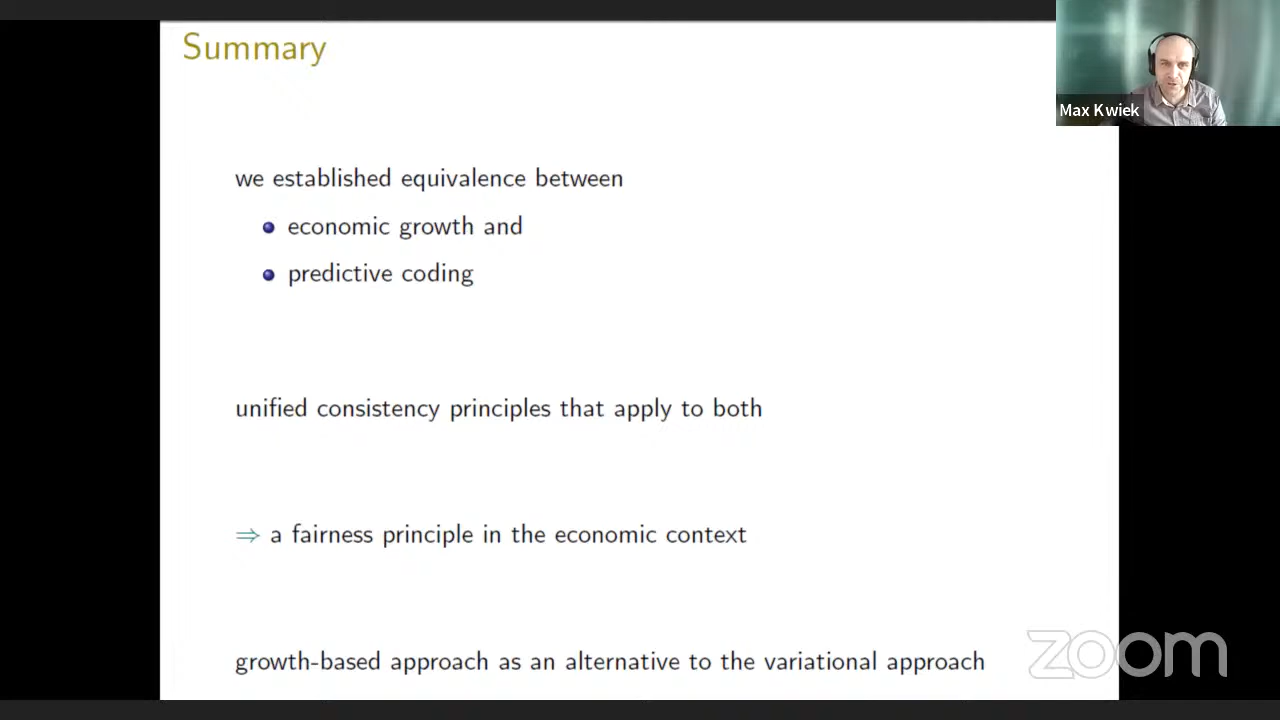 Summary
Max Kwiek
we established equivalence between
economic growth and
predictive coding
unified consistency principles that apply to both
⇒ a fairness principle in the economic context
growth-based approach as an alternative to the variational approach
zoom